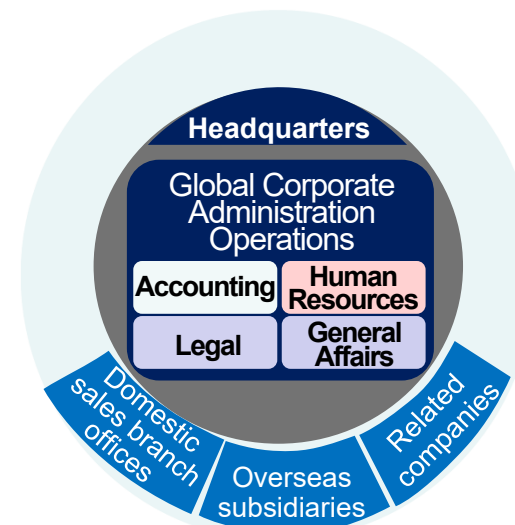 Headquarters
Global Corporate
Administration
Operations
Accounting
Human
Resources
Legal
General
Affairs
Domestic
sales branch
offices
Overseas
subsidiaries
Related
companies